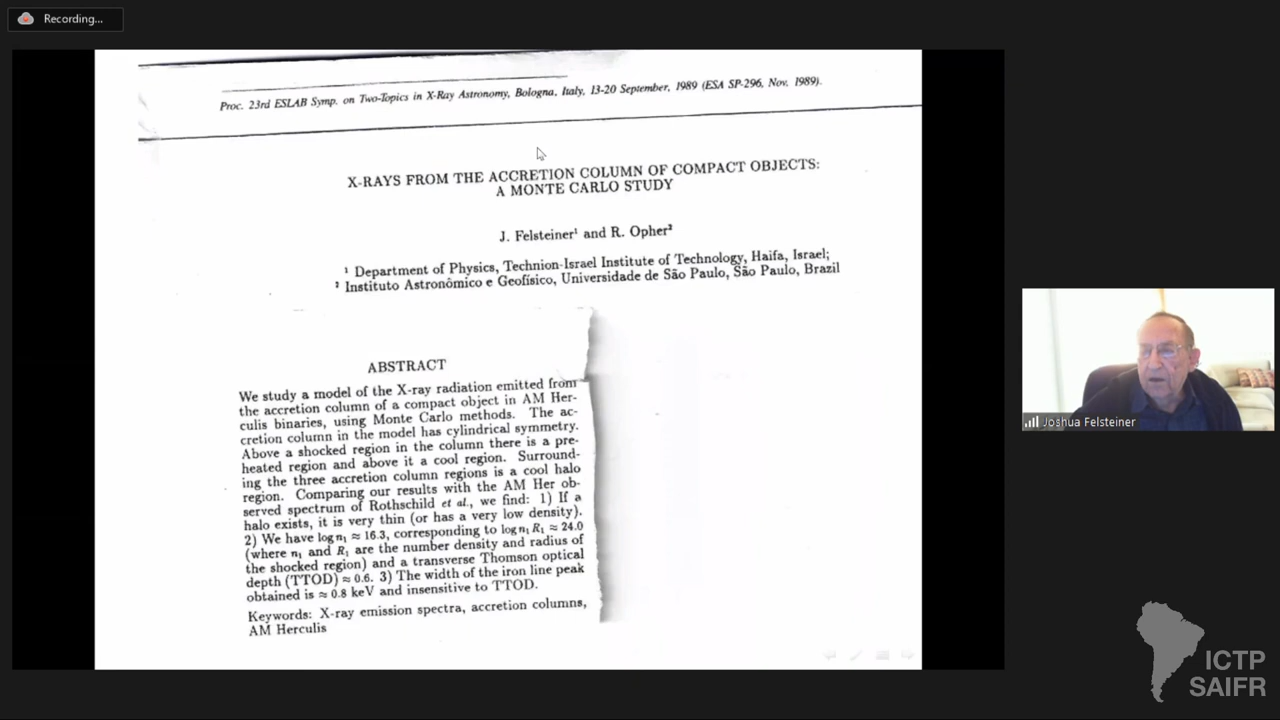 Recording...
Proc. 23rd ESLAB Symp. on Two-Topics in X-Ray Astronomy, Bologna, Italy, 13-20 September, 1989 (ESA SP-296, Nov. 1989).
X-RAYS FROM THE ACCRETION COLUMN OF COMPACT OBJECTS:
A MONTE CARLO STUDY
J. Felsteiner¹ and R. Opher²
¹ Department of Physics, Technion-Israel Institute of Technology, Haifa, Israel;
² Instituto Astronômico e Geofísico, Universidade de São Paulo, São Paulo, Brazil
ABSTRACT
We study a model of the X-ray radiation emitted from
the accretion column of a compact object in AM Her-
culis binaries, using Monte Carlo methods. The ac-
cretion column in the model has cylindrical symmetry.
Above a shocked region in the column there is a pre-
heated region and above it a cool region. Surround-
ing the three accretion column regions is a cool halo
region. Comparing our results with the AM Her ob-
served spectrum of Rothschild et al., we find: 1) If a
halo exists, it is very thin (or has a very low density).
2) We have log n₁ ≈ 16.3, corresponding to log n₁ R₁ ≈ 24.0
(where n₁ and R₁ are the number density and radius of
the shocked region) and a transverse Thomson optical
depth (TTOD) ≈ 0.6. 3) The width of the iron line peak
obtained is ≈ 0.8 keV and insensitive to TTOD.
Keywords: X-ray emission spectra, accretion columns,
AM Herculis
Joshua Felsteiner
ICTP
SAIFR